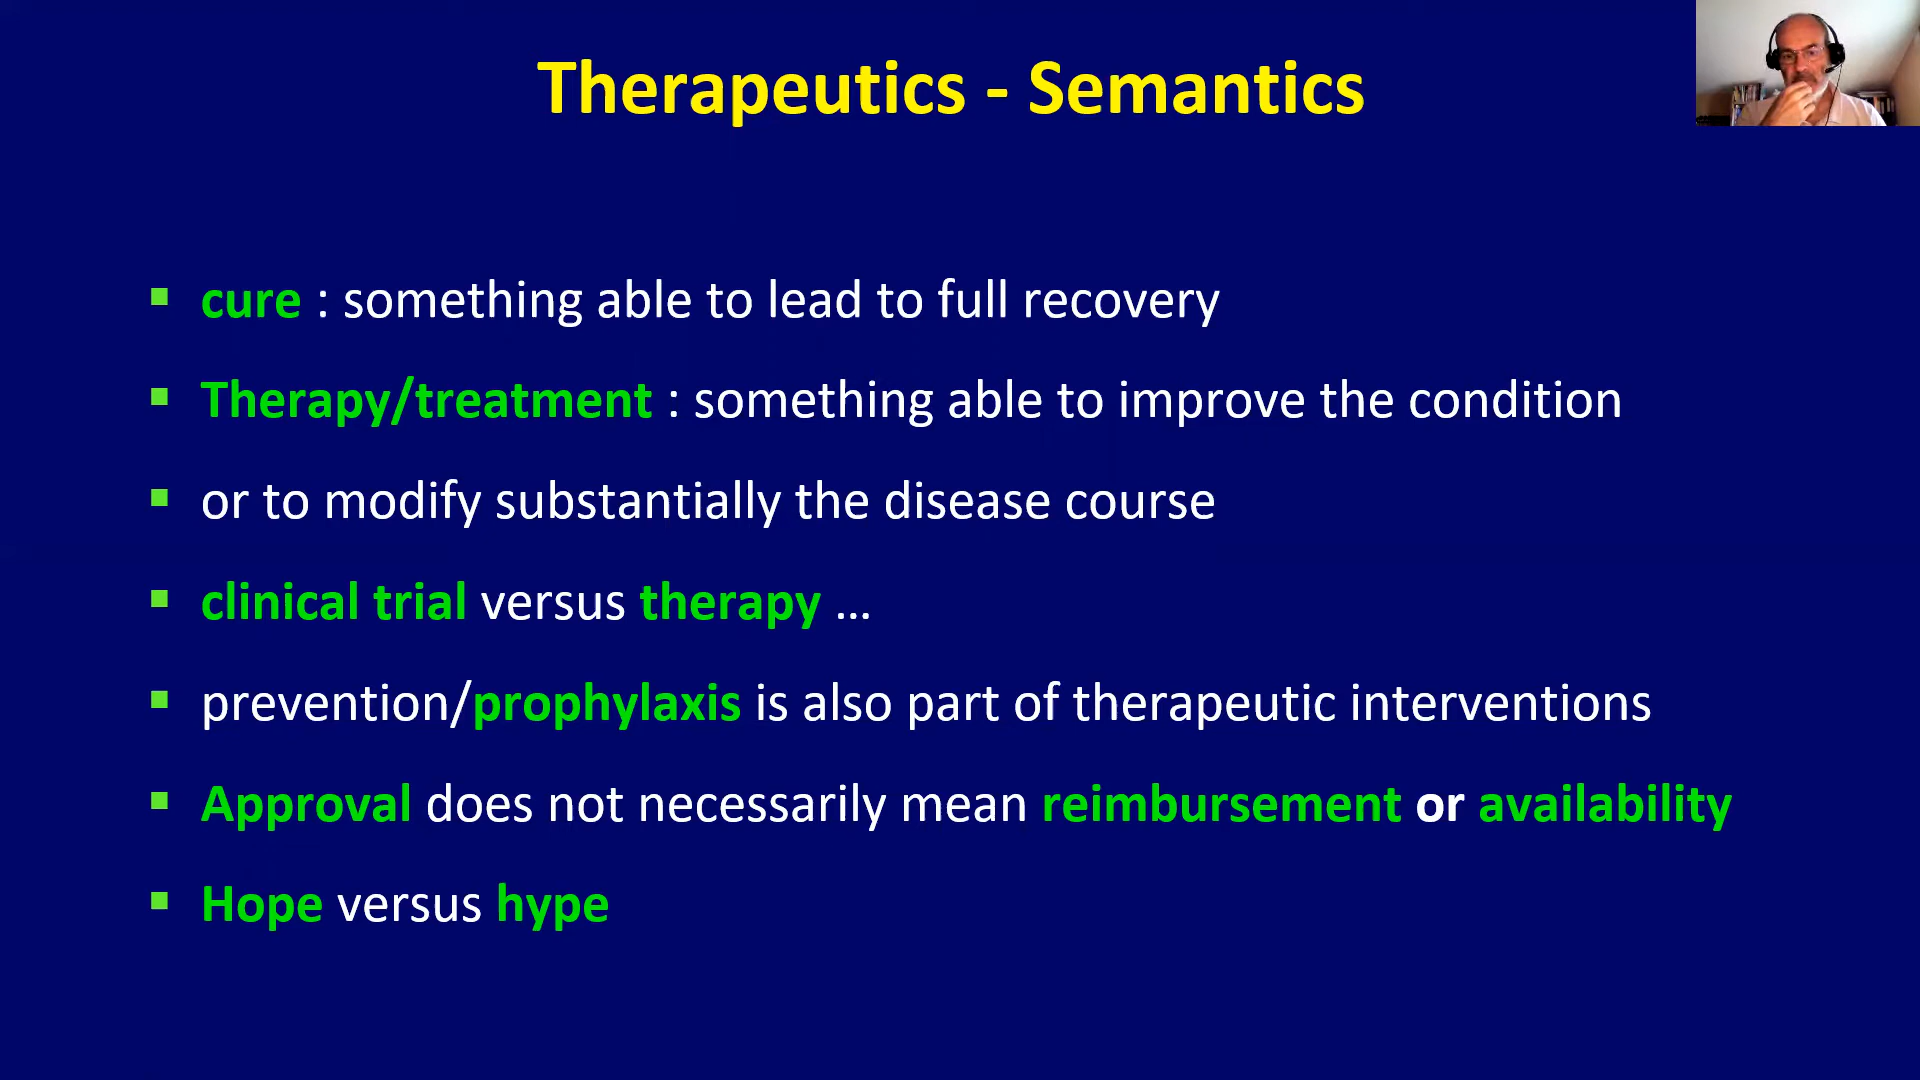 Therapeutics - Semantics
cure : something able to lead to full recovery
Therapy/treatment : something able to improve the condition
or to modify substantially the disease course
clinical trial versus therapy ...
prevention/prophylaxis is also part of therapeutic interventions
Approval does not necessarily mean reimbursement or availability
Hope versus hype